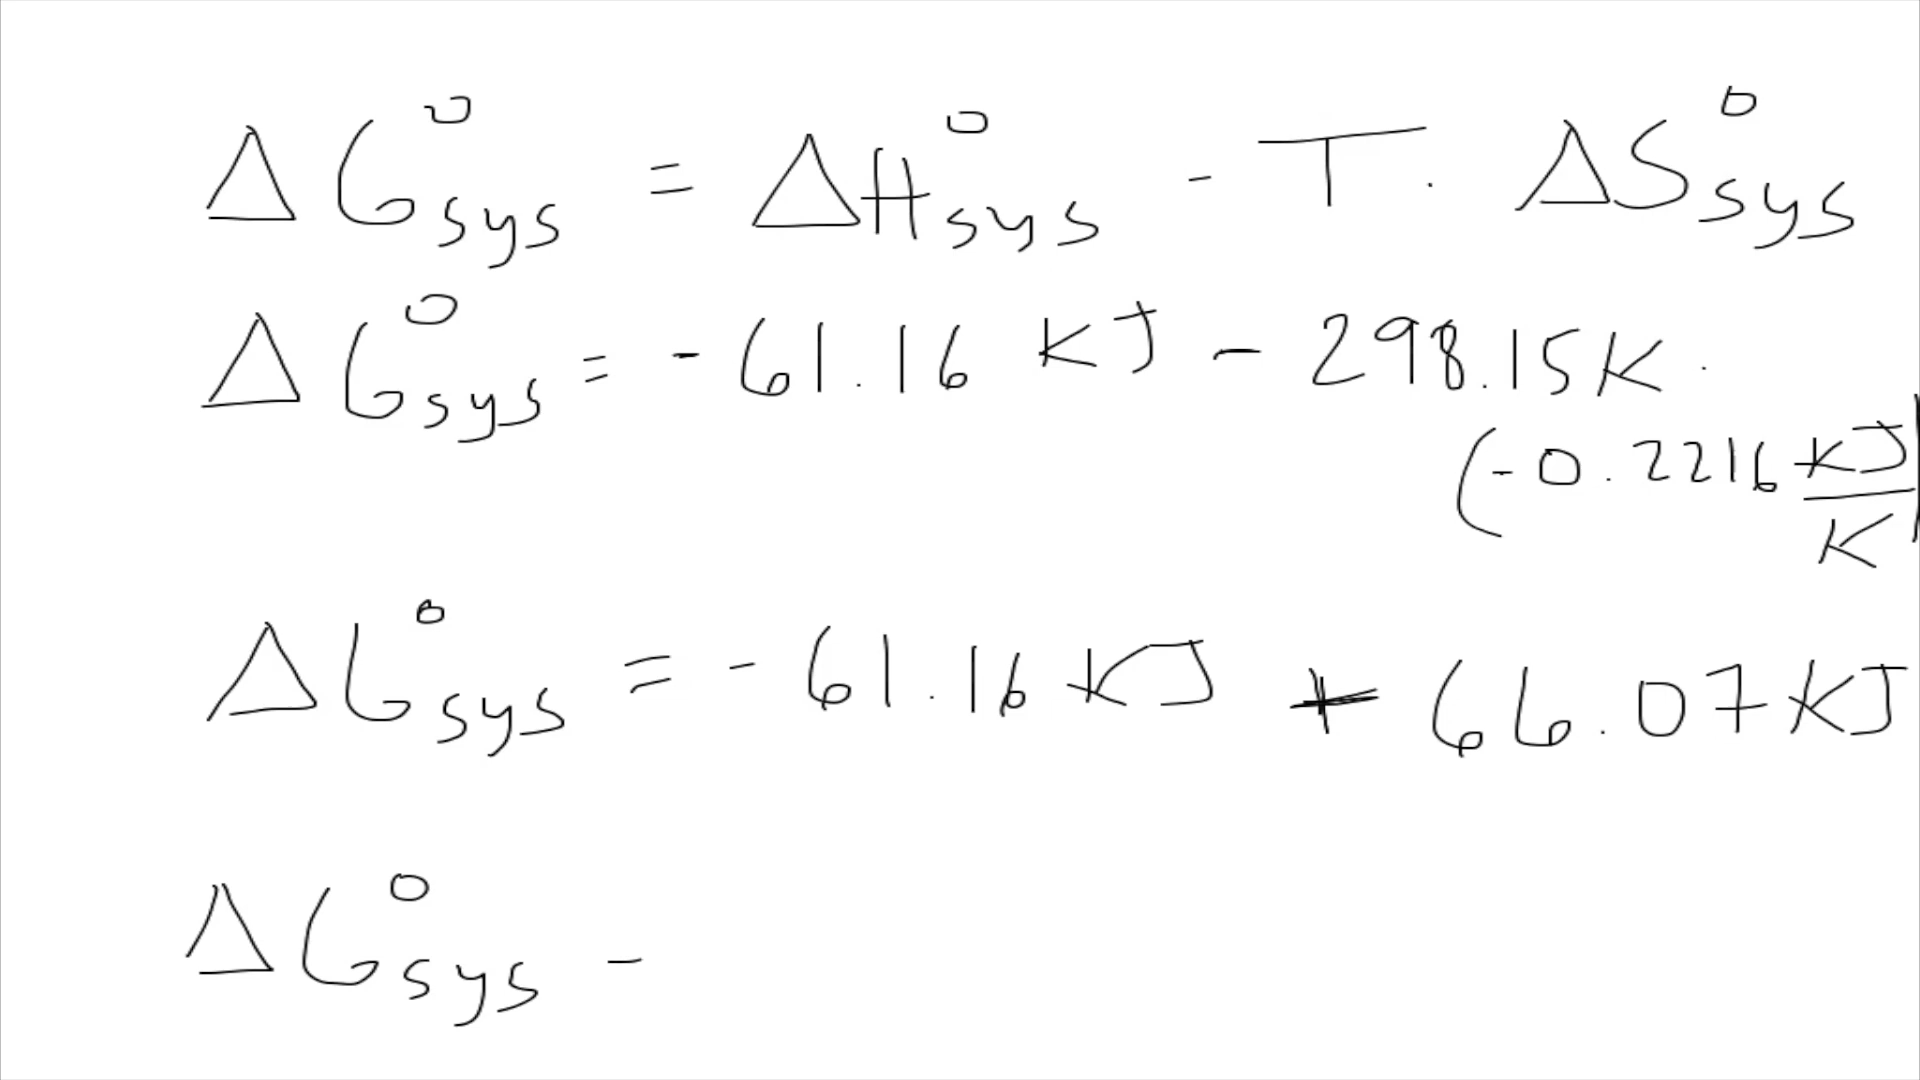 ΔG°sys = ΔH°sys - T. ΔS°sys
ΔG°sys = - 61.16 KJ - 298.15K .
(-0.2216 KJ/K)
ΔG°sys = - 61.16 KJ + 66.07 KJ
ΔG°sys -